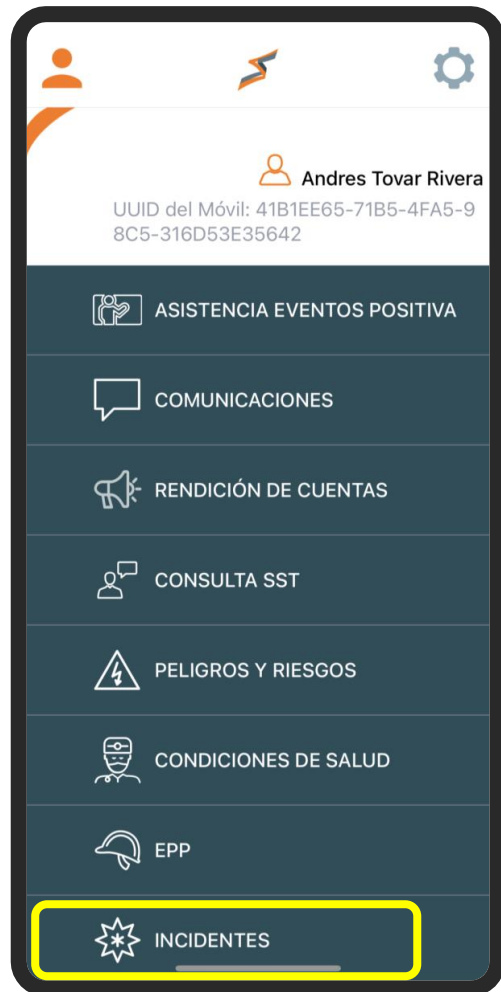 Andres Tovar Rivera
UUID del Móvil: 41B1EE65-71B5-4FA5-9
8C5-316D53E35642
ASISTENCIA EVENTOS POSITIVA
COMUNICACIONES
RENDICIÓN DE CUENTAS
CONSULTA SST
PELIGROS Y RIESGOS
CONDICIONES DE SALUD
EPP
INCIDENTES